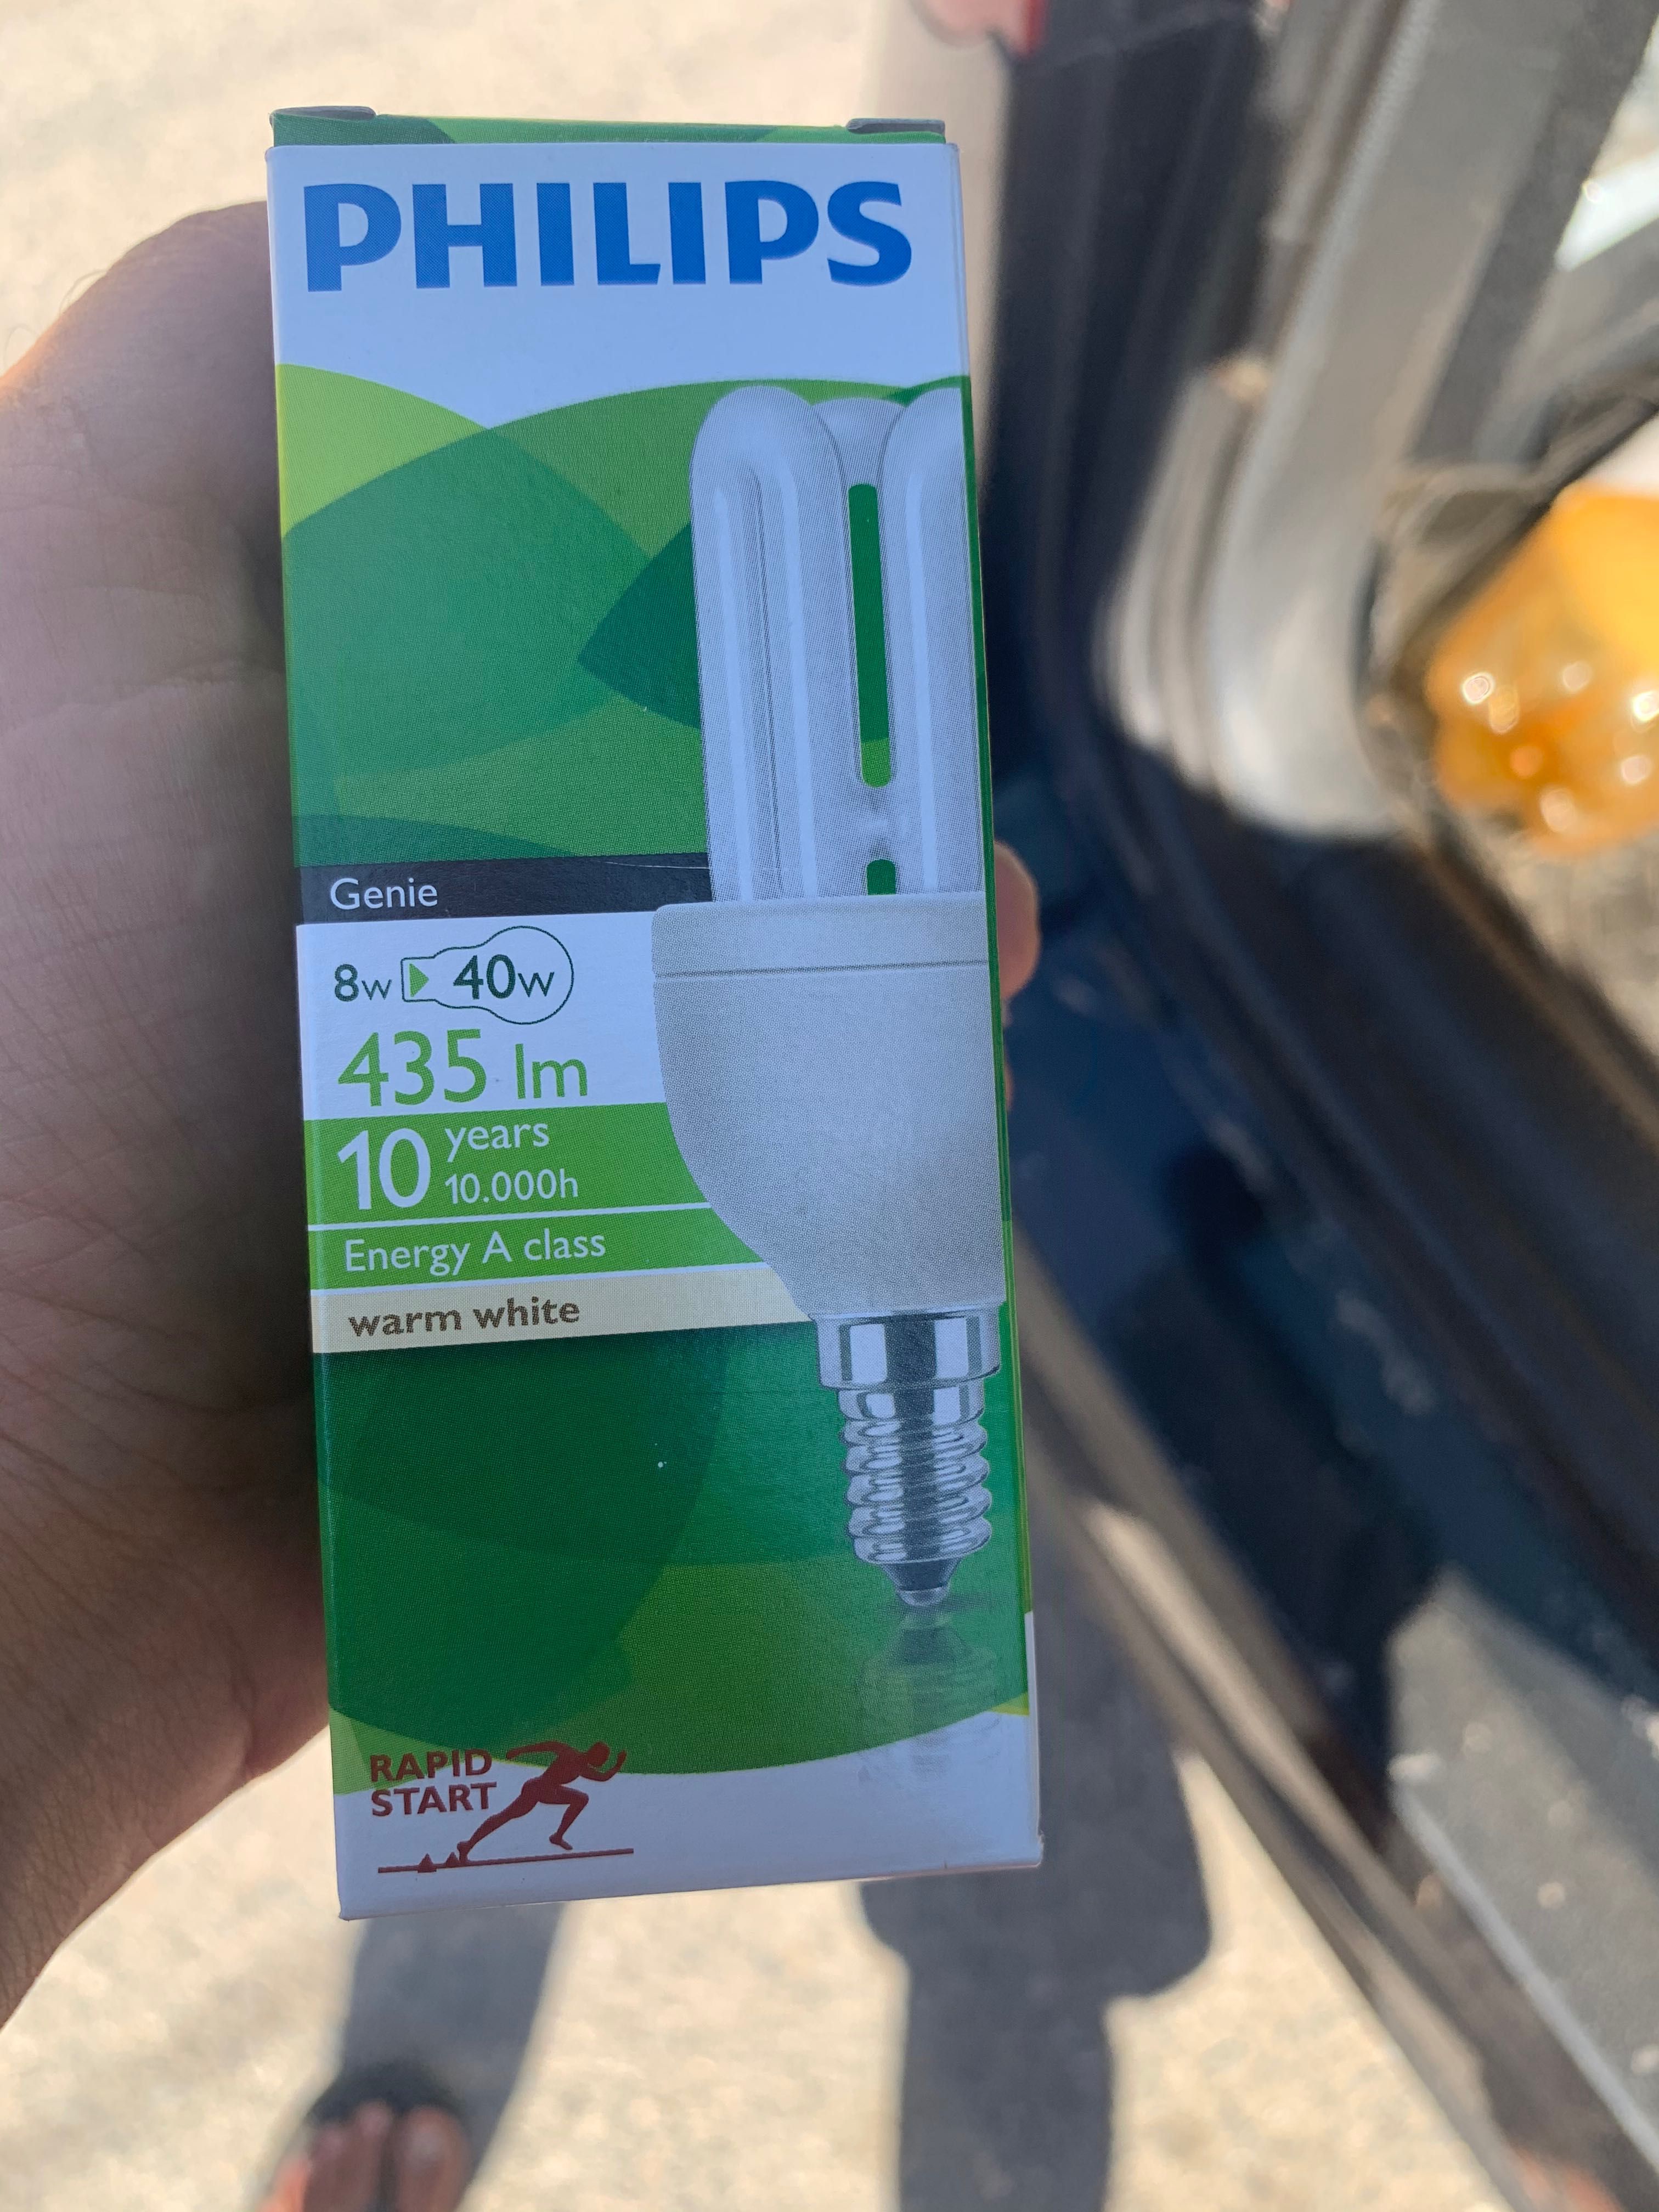 PHILIPS
Genie
8w 40w
435 lm
10 years
10.000h
Energy A class
warm white
RAPID
START